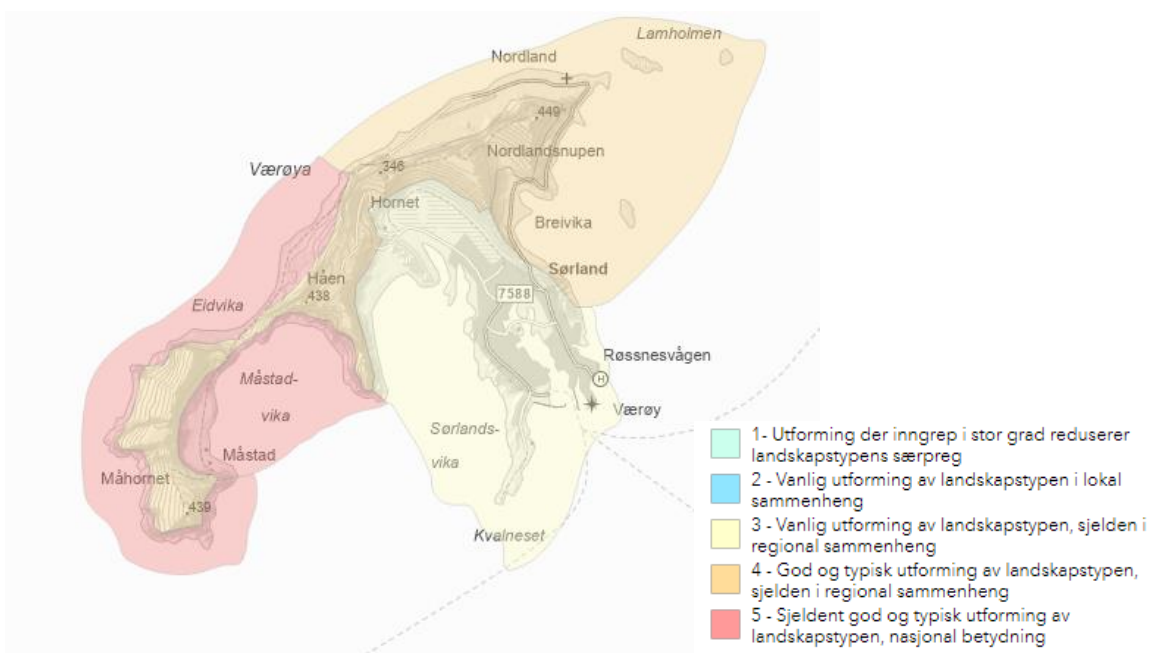 Lamholmen
Nordland
449
Nordlandsnupen
Værøya
346
Hornet
Breivika
Sørland
Håen
438
7588
Eidvika
Røssnesvågen
H
Måstad-
vika
Værøy
Sørlands-
vika
Måstad
Måhornet
439
Kvalneset
1- Utforming der inngrep i stor grad reduserer
landskapstypens særpreg
2 - Vanlig utforming av landskapstypen i lokal
sammenheng
3 - Vanlig utforming av landskapstypen, sjelden i
regional sammenheng
4 - God og typisk utforming av landskapstypen,
sjelden i regional sammenheng
5 - Sjeldent god og typisk utforming av
landskapstypen, nasjonal betydning